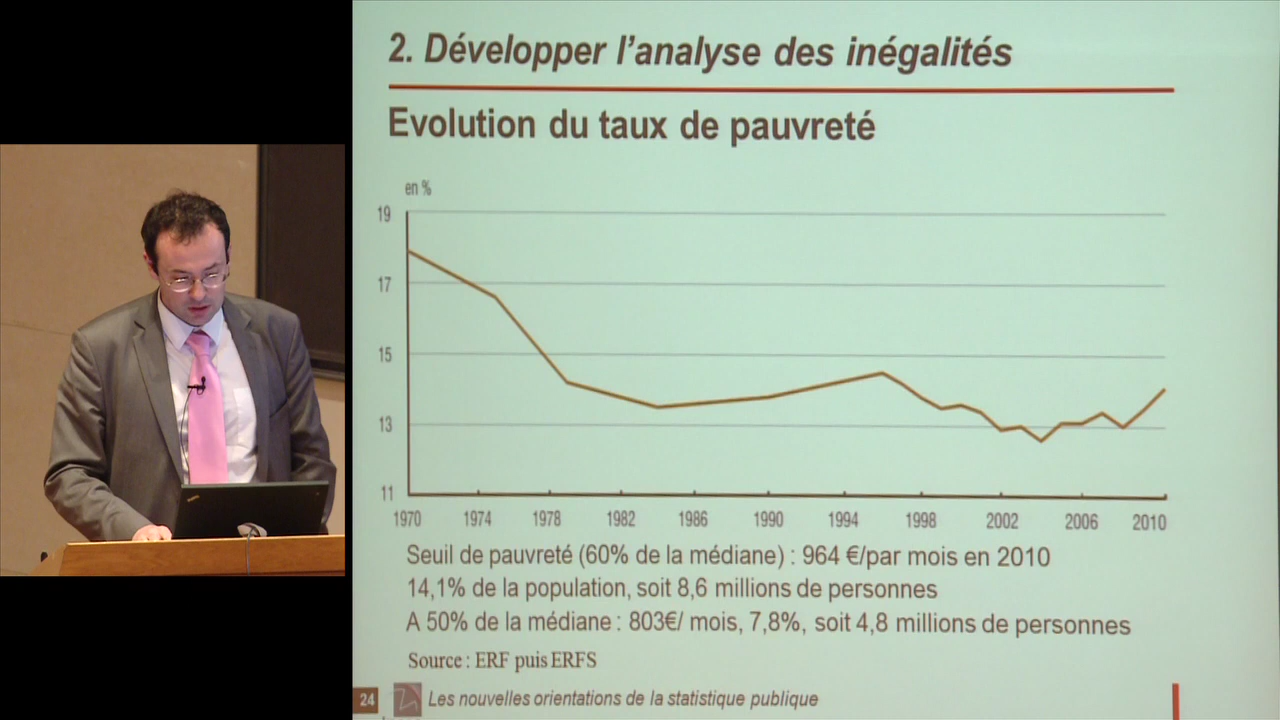 2. Développer l'analyse des inégalités
Evolution du taux de pauvreté
en %
19
17
15
13
11
1970 1974 1978 1982 1986 1990 1994 1998 2002 2006 2010
Seuil de pauvreté (60% de la médiane) : 964 €/par mois en 2010
14,1% de la population, soit 8,6 millions de personnes
A 50% de la médiane : 803€/ mois, 7,8%, soit 4,8 millions de personnes
Source : ERF puis ERFS
24 Les nouvelles orientations de la statistique publique